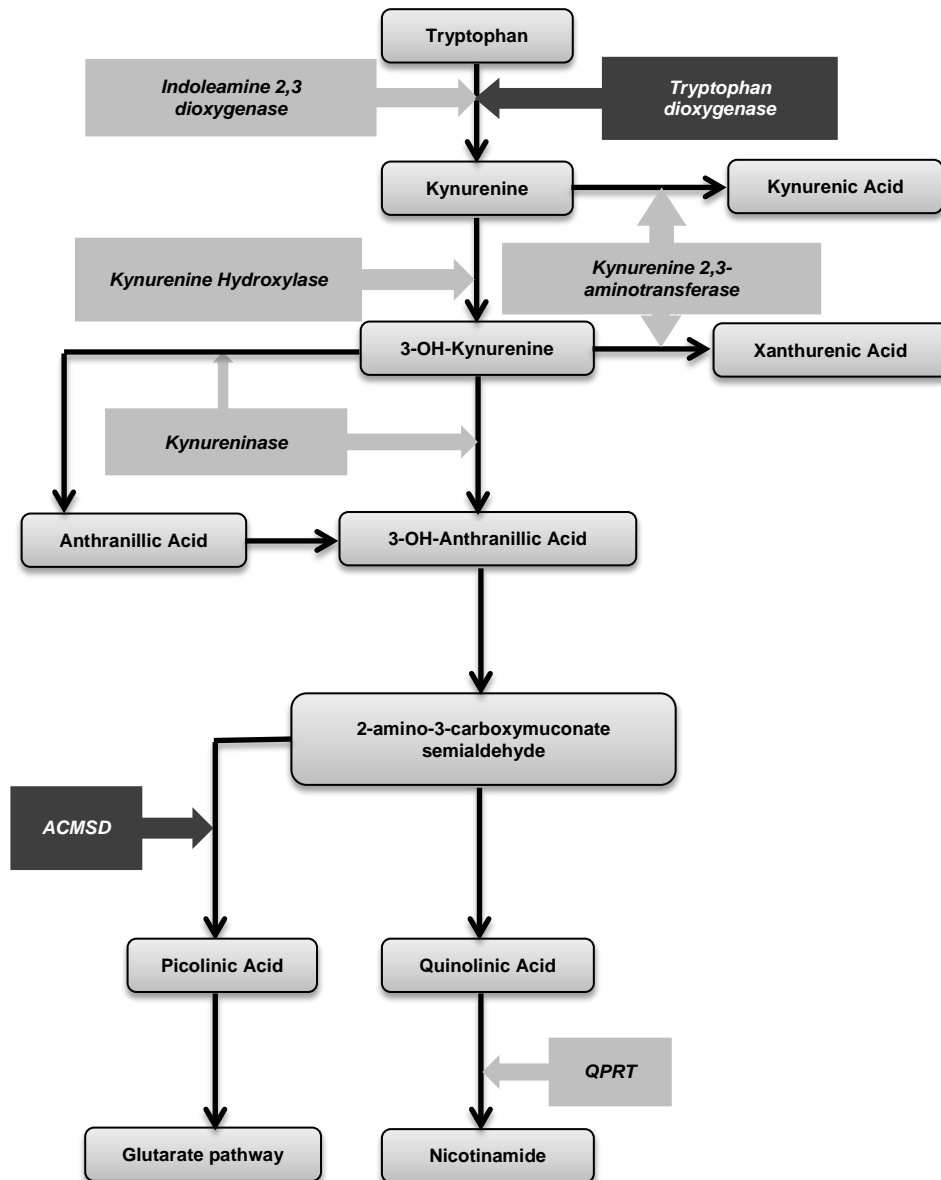 Tryptophan
Indoleamine 2,3
dioxygenase
Tryptophan
dioxygenase
Kynurenine
Kynurenic Acid
Kynurenine Hydroxylase
Kynurenine 2,3-
aminotransferase
3-OH-Kynurenine
Xanthurenic Acid
Kynureninase
Anthranillic Acid
3-OH-Anthranillic Acid
2-amino-3-carboxymuconate
semialdehyde
ACMSD
Picolinic Acid
Quinolinic Acid
QPRT
Glutarate pathway
Nicotinamide